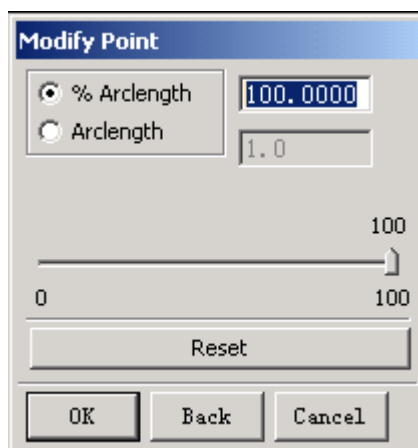 Modify Point
% Arclength 100.0000
Arclength 1.0
100
0 100
Reset
OK Back Cancel